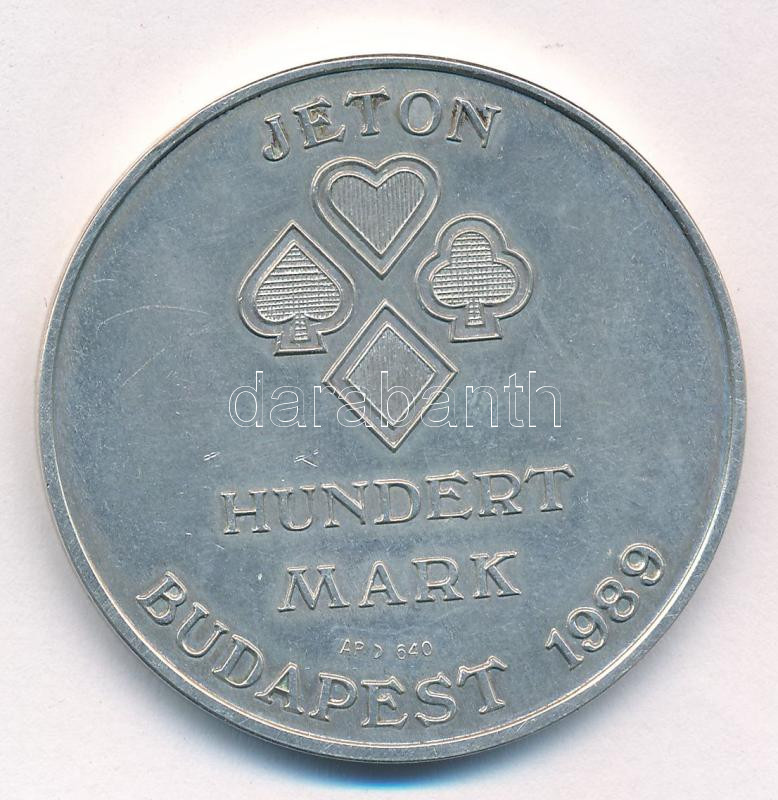 JETON
darabanth
HUNDERT
MARK
AP 640
BUDAPEST 1989